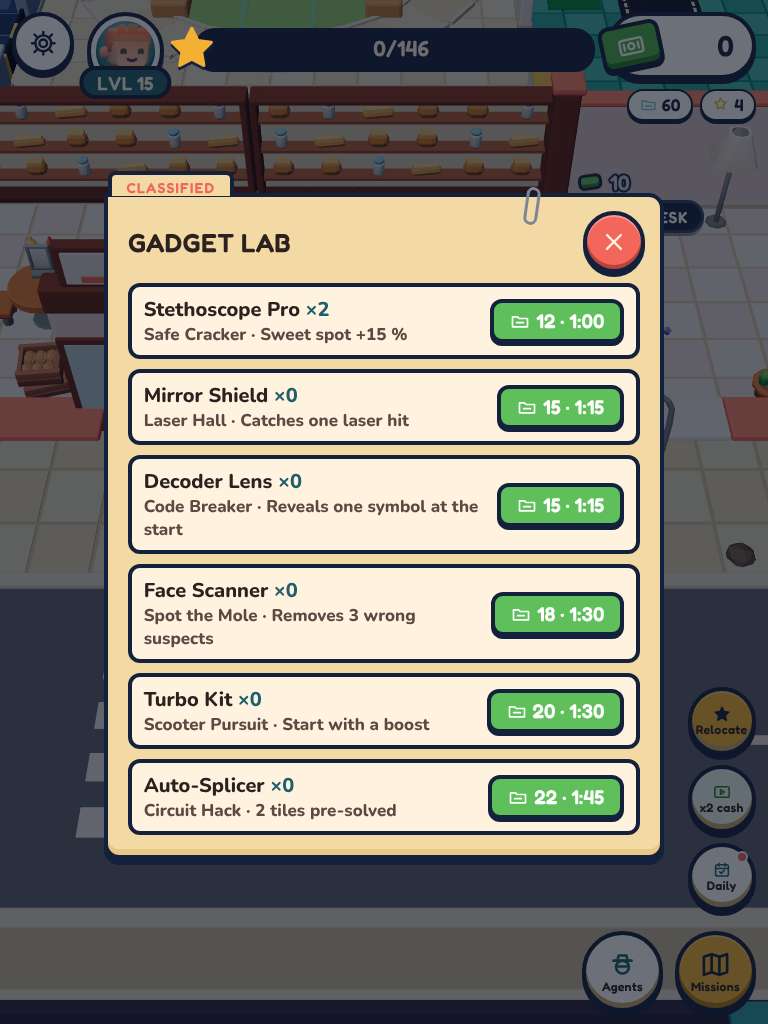 0/146
0
LVL 15
60
4
10
CLASSIFIED
ESK
GADGET LAB
Stethoscope Pro ×2
Safe Cracker · Sweet spot +15 %
12 · 1:00
Mirror Shield ×0
Laser Hall · Catches one laser hit
15 · 1:15
Decoder Lens ×0
Code Breaker · Reveals one symbol at the
start
15 · 1:15
Face Scanner ×0
Spot the Mole · Removes 3 wrong
suspects
18 · 1:30
Turbo Kit ×0
Scooter Pursuit · Start with a boost
20 · 1:30
Auto-Splicer ×0
Circuit Hack · 2 tiles pre-solved
22 · 1:45
Relocate
x2 cash
Daily
Agents
Missions